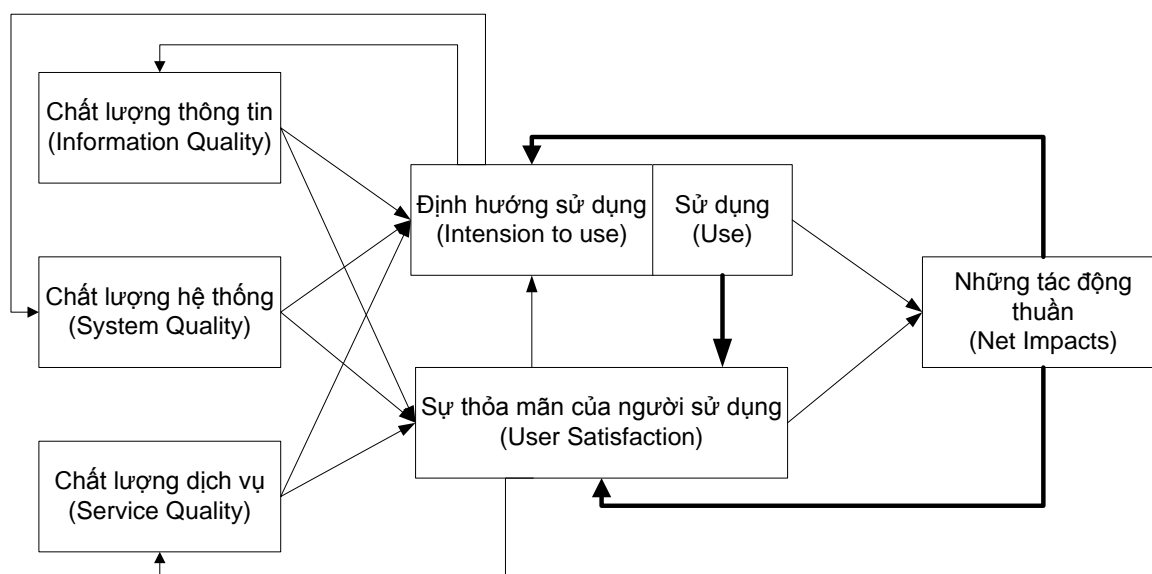 Chất lượng thông tin
(Information Quality)
Định hướng sử dụng
(Intension to use)
Sử dụng
(Use)
Chất lượng hệ thống
(System Quality)
Những tác động
thuần
(Net Impacts)
Sự thỏa mãn của người sử dụng
(User Satisfaction)
Chất lượng dịch vụ
(Service Quality)